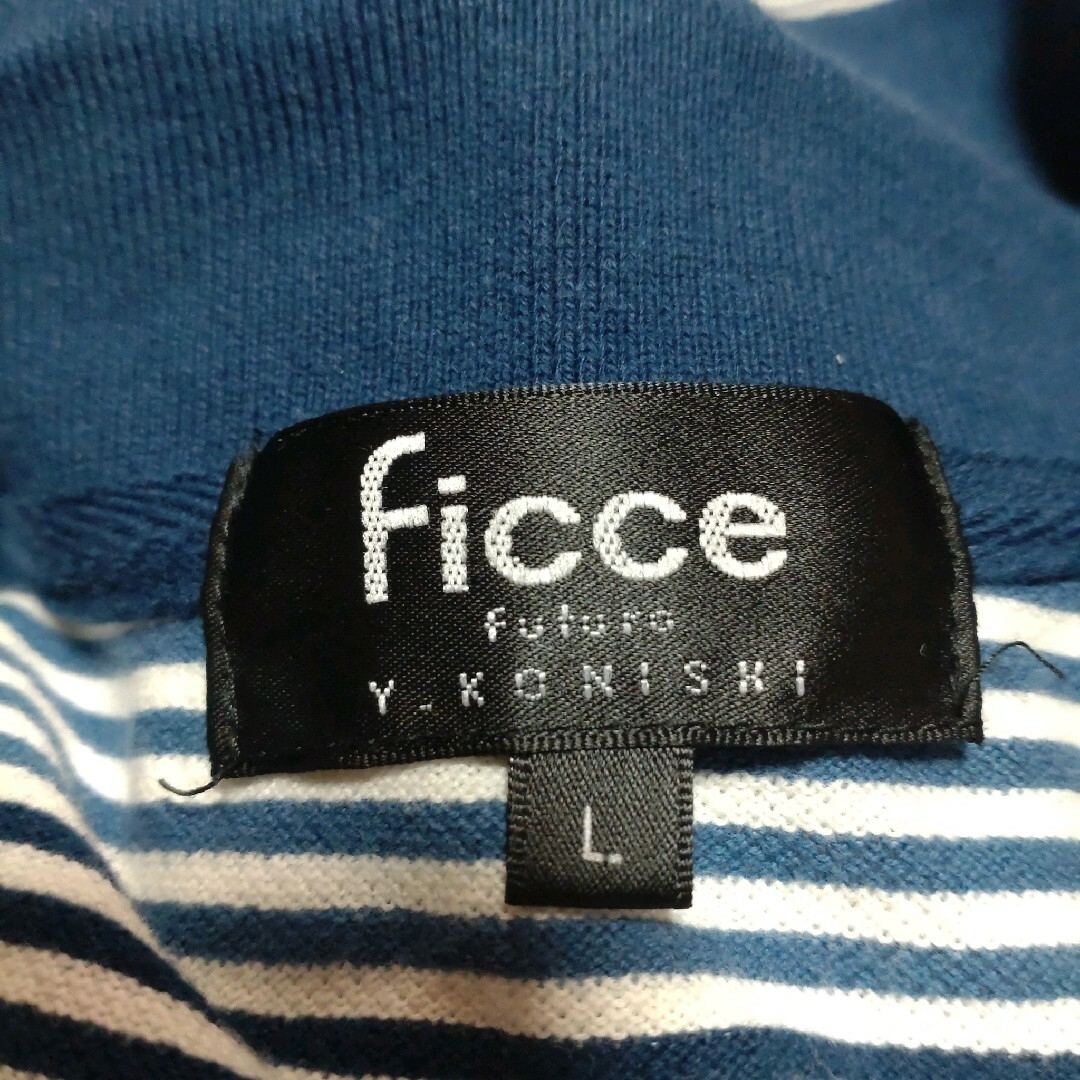 ficce
futuro
Y.KONISKI
L.